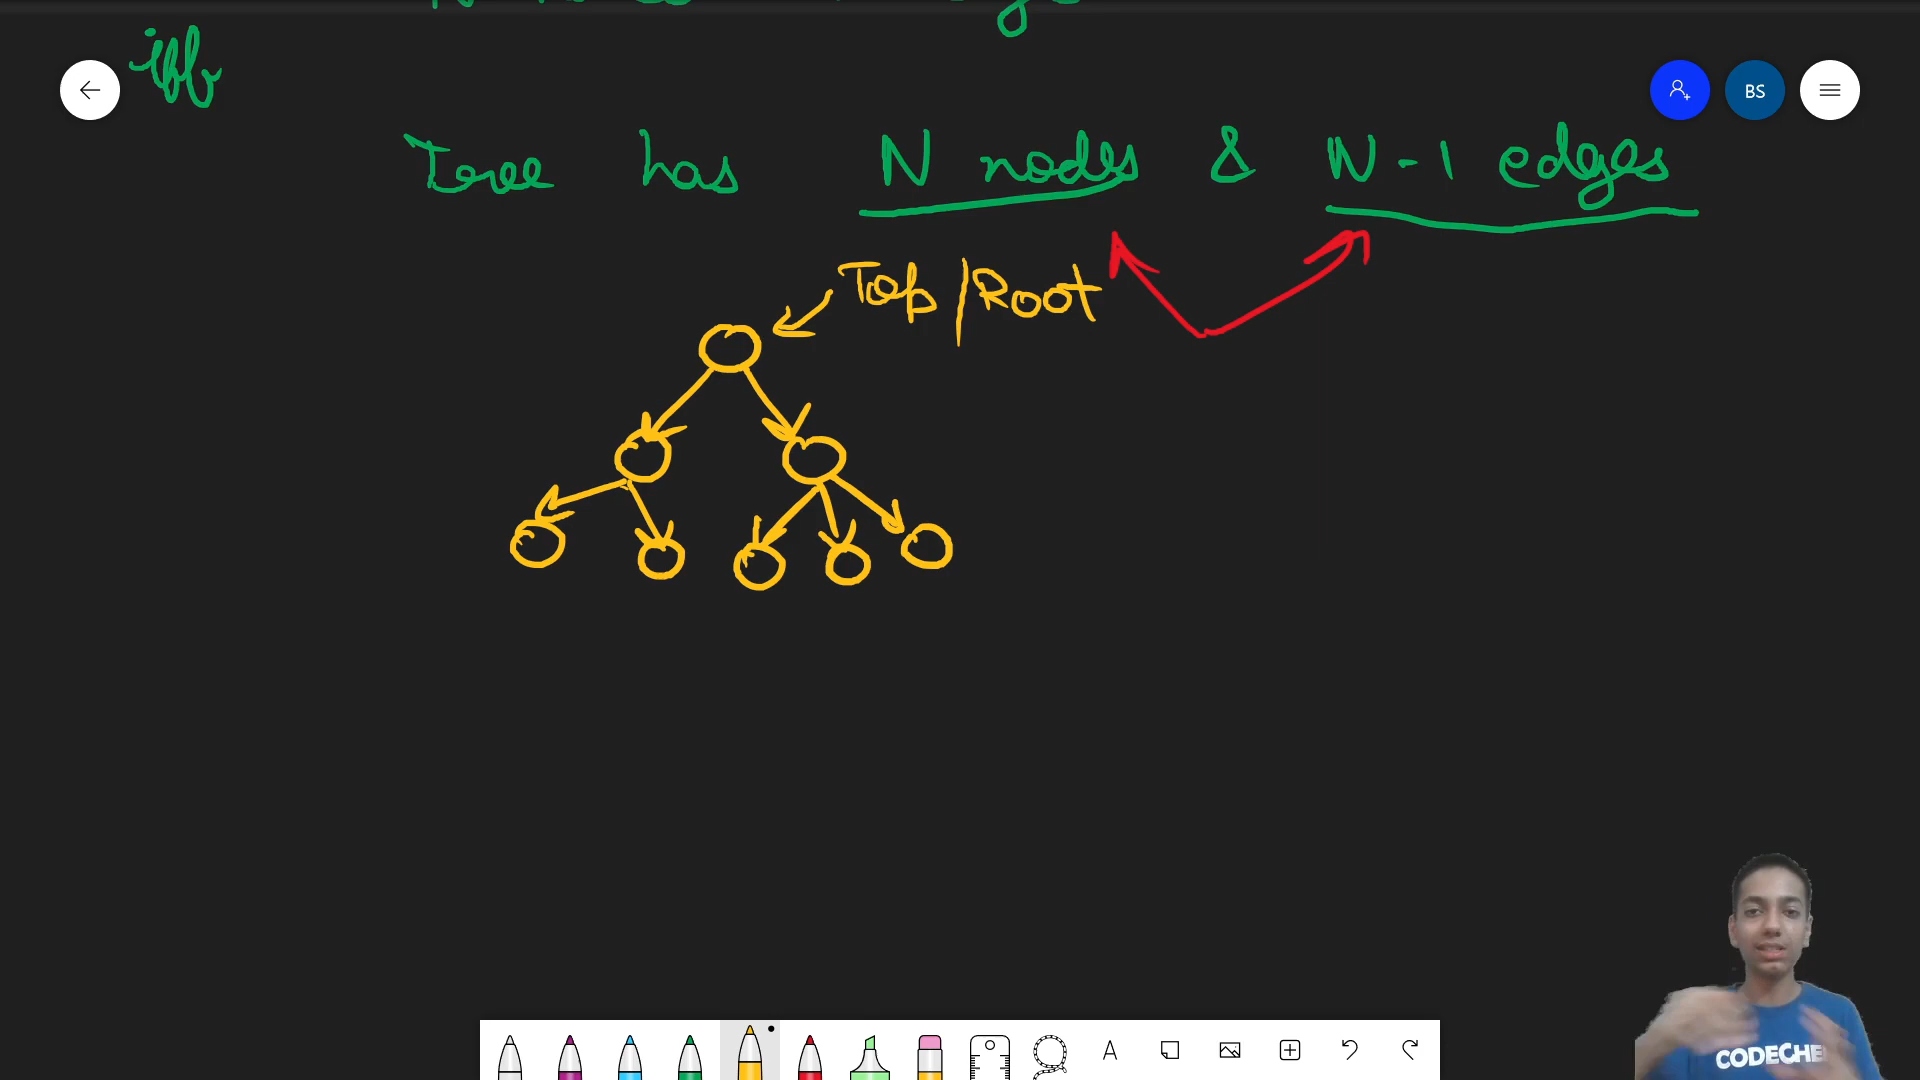 iff
BS
Tree has N nodes & N-1 edges
Top/Root
A
CODECHE